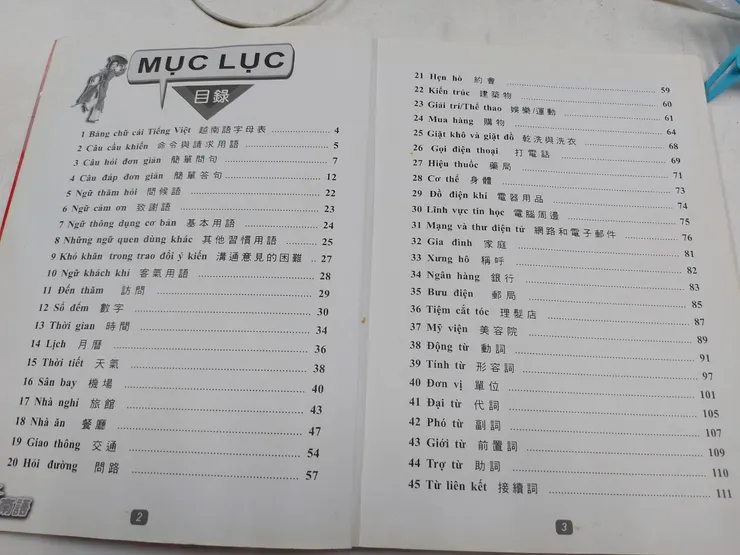 MỤC LỤC
目錄
1 Bảng chữ cái Tiếng Việt 越南語字母表 4
2 Câu cầu khiến 命令與請求用語 5
3 Câu hỏi đơn giản 簡單問句 7
4 Câu đáp đơn giản 簡單答句 12
5 Ngữ thăm hỏi 問候語 22
6 Ngữ cảm ơn 致謝語 23
7 Ngữ thông dụng cơ bản 基本用語 24
8 Những ngữ quen dùng khác 其他習慣用語 25
9 Khó khăn trong trao đổi ý kiến 溝通意見的困難 27
10 Ngữ khách khí 客氣用語 28
11 Đến thăm 訪問 29
12 Số đếm 數字 30
13 Thời gian 時間 34
14 Lịch 月曆 36
15 Thời tiết 天氣 38
16 Sân bay 機場 40
17 Nhà nghỉ 旅館 43
18 Nhà ăn 餐廳 47
19 Giao thông 交通 54
20 Hỏi đường 問路 57
南語
2
21 Hẹn hò 約會 59
22 Kiến trúc 建築物 60
23 Giải trí/Thể thao 娛樂/運動 61
24 Mua hàng 購物 64
25 Giặt khô và giặt đồ 乾洗與洗衣 68
26 Gọi điện thoại 打電話 69
27 Hiệu thuốc 藥局 71
28 Cơ thể 身體 73
29 Đồ điện khí 電器用品 74
30 Lĩnh vực tin học 電腦周邊 75
31 Mạng và thư điện tử 網路和電子郵件 76
32 Gia đình 家庭 81
33 Xưng hô 稱呼 82
34 Ngân hàng 銀行 83
35 Bưu điện 郵局 85
36 Tiệm cắt tóc 理髮店 87
37 Mỹ viện 美容院 89
38 Động từ 動詞 91
39 Tính từ 形容詞 97
40 Đơn vị 單位 101
41 Đại từ 代詞 105
42 Phó từ 副詞 107
43 Giới từ 前置詞 109
44 Trợ từ 助詞 110
45 Từ liên kết 接續詞 111
3